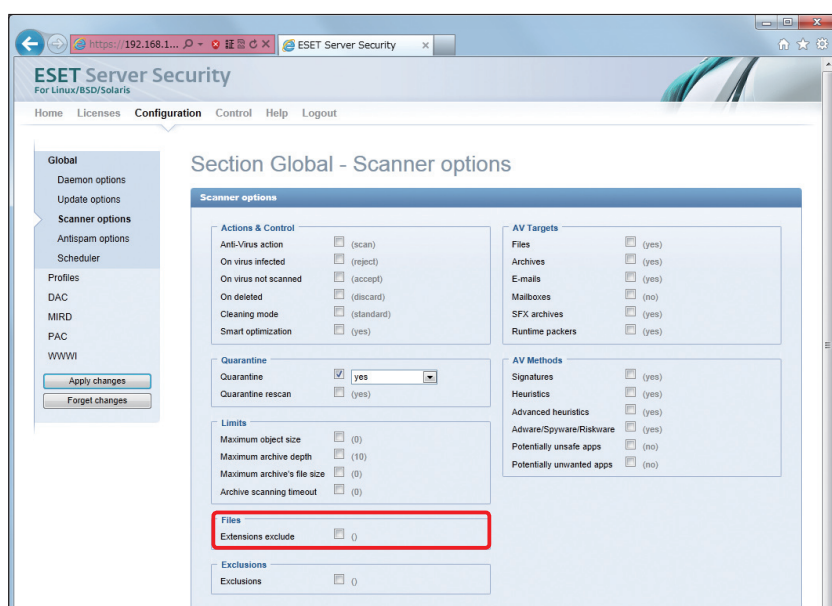 https://192.168.1...
ESET Server Security
ESET Server Security
For Linux/BSD/Solaris
Home Licenses Configuration Control Help Logout
Global
Daemon options
Update options
Scanner options
Antispam options
Scheduler
Profiles
DAC
MIRD
PAC
WWWI
Apply changes
Forget changes
Section Global - Scanner options
Scanner options
Actions & Control
Anti-Virus action (scan)
On virus infected (reject)
On virus not scanned (accept)
On deleted (discard)
Cleaning mode (standard)
Smart optimization (yes)
Quarantine
Quarantine yes
Quarantine rescan (yes)
Limits
Maximum object size (0)
Maximum archive depth (10)
Maximum archive's file size (0)
Archive scanning timeout (0)
Files
Extensions exclude ()
Exclusions
Exclusions ()
AV Targets
Files (yes)
Archives (yes)
E-mails (yes)
Mailboxes (no)
SFX archives (yes)
Runtime packers (yes)
AV Methods
Signatures (yes)
Heuristics (yes)
Advanced heuristics (yes)
Adware/Spyware/Riskware (yes)
Potentially unsafe apps (no)
Potentially unwanted apps (no)